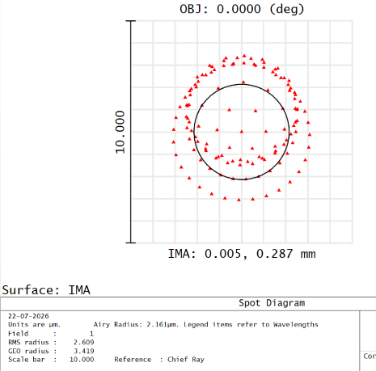 OBJ: 0.0000 (deg)
10.000
IMA: 0.005, 0.287 mm
Surface: IMA
Spot Diagram
22-07-2026
Units are µm. Airy Radius: 2.161µm. Legend items refer to Wavelengths
Field : 1
RMS radius : 2.609
GEO radius : 3.419
Scale bar : 10.000 Reference : Chief Ray